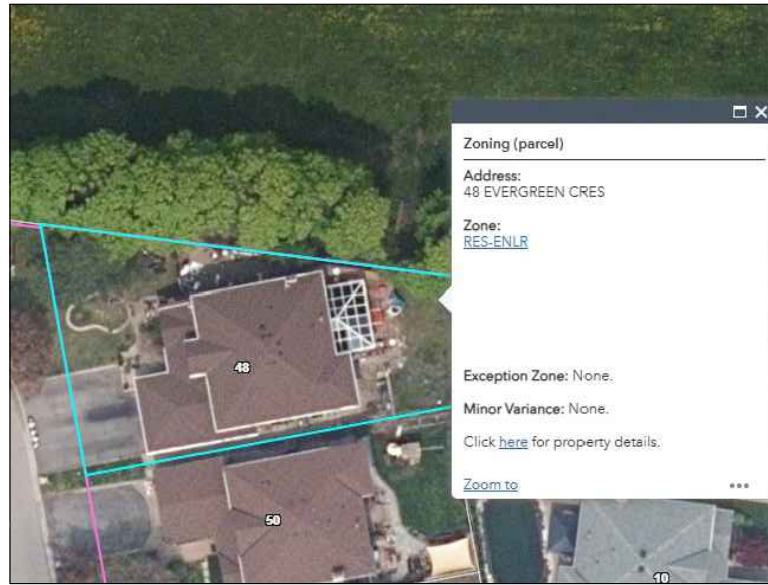 Zoning (parcel)
Address:
48 EVERGREEN CRES
Zone:
RES-ENLR
Exception Zone: None.
Minor Variance: None.
Click here for property details.
Zoom to
48
50
10